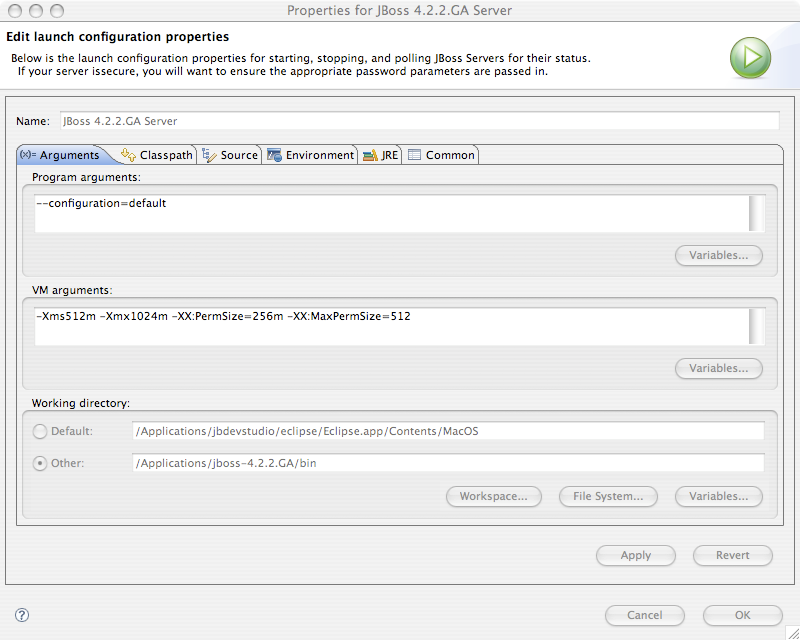 Properties for JBoss 4.2.2.GA Server
Edit launch configuration properties
Below is the launch configuration properties for starting, stopping, and polling JBoss Servers for their status.
If your server issecure, you will want to ensure the appropriate password parameters are passed in.
Name: JBoss 4.2.2.GA Server
(x)= Arguments Classpath Source Environment JRE Common
Program arguments:
--configuration=default
Variables...
VM arguments:
-Xms512m -Xmx1024m -XX:PermSize=256m -XX:MaxPermSize=512
Variables...
Working directory:
Default: /Applications/jbdevstudio/eclipse/Eclipse.app/Contents/MacOS
Other: /Applications/jboss-4.2.2.GA/bin
Workspace... File System... Variables...
Apply Revert
? Cancel OK